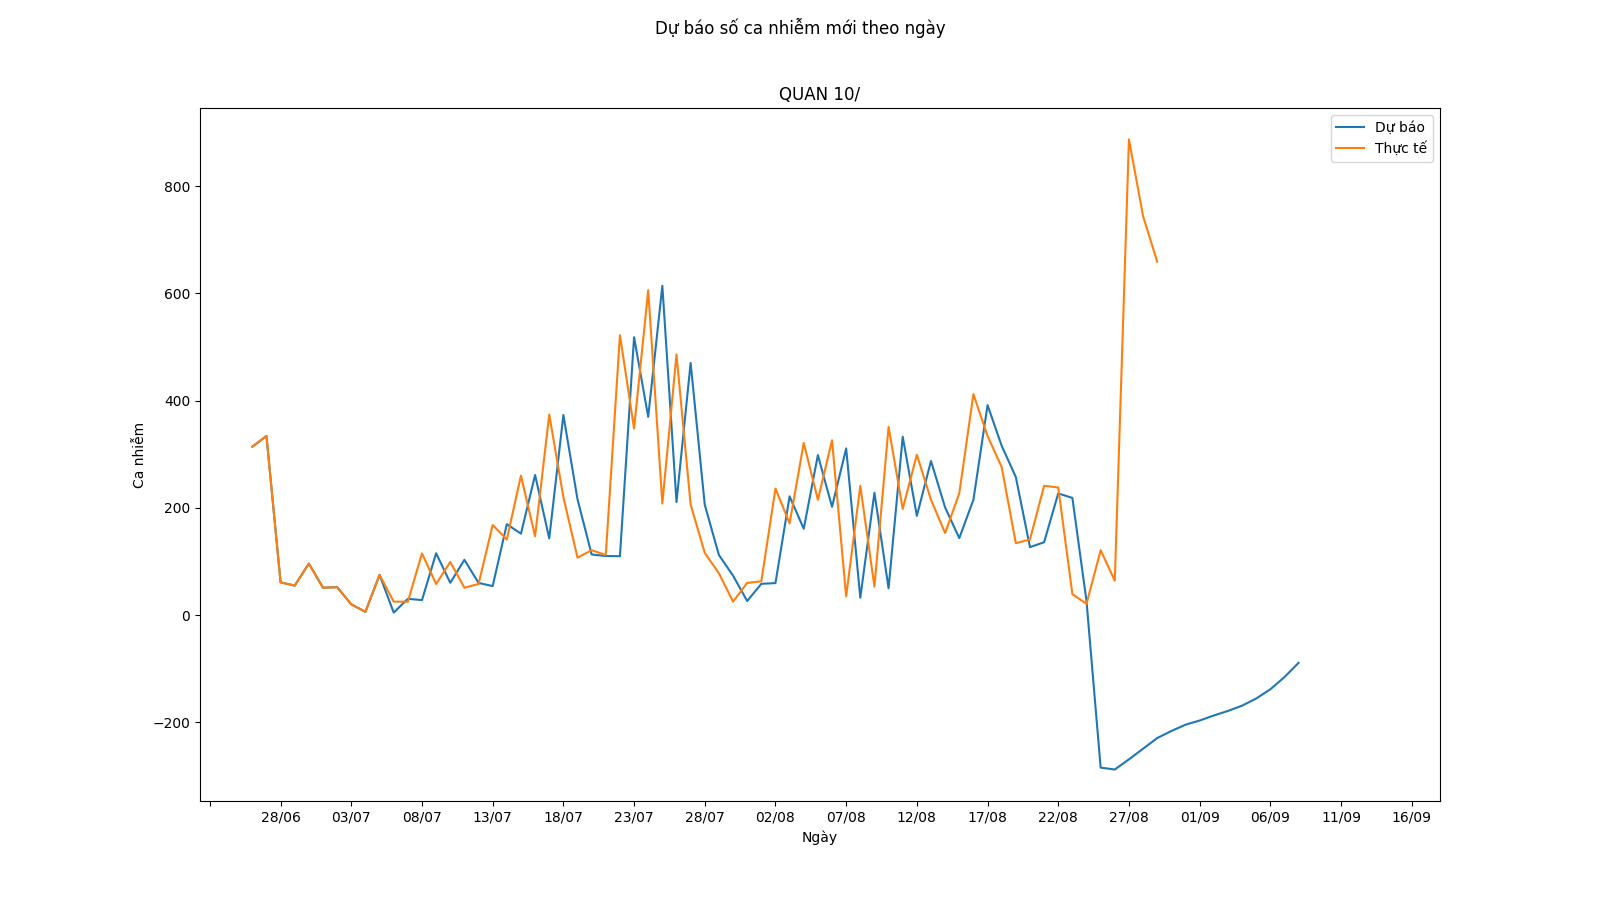 Dự báo số ca nhiễm mới theo ngày
QUAN 10/
Dự báo
Thực tế
800
600
400
200
0
−200
Ca nhiễm
28/06 03/07 08/07 13/07 18/07 23/07 28/07 02/08 07/08 12/08 17/08 22/08 27/08 01/09 06/09 11/09 16/09
Ngày